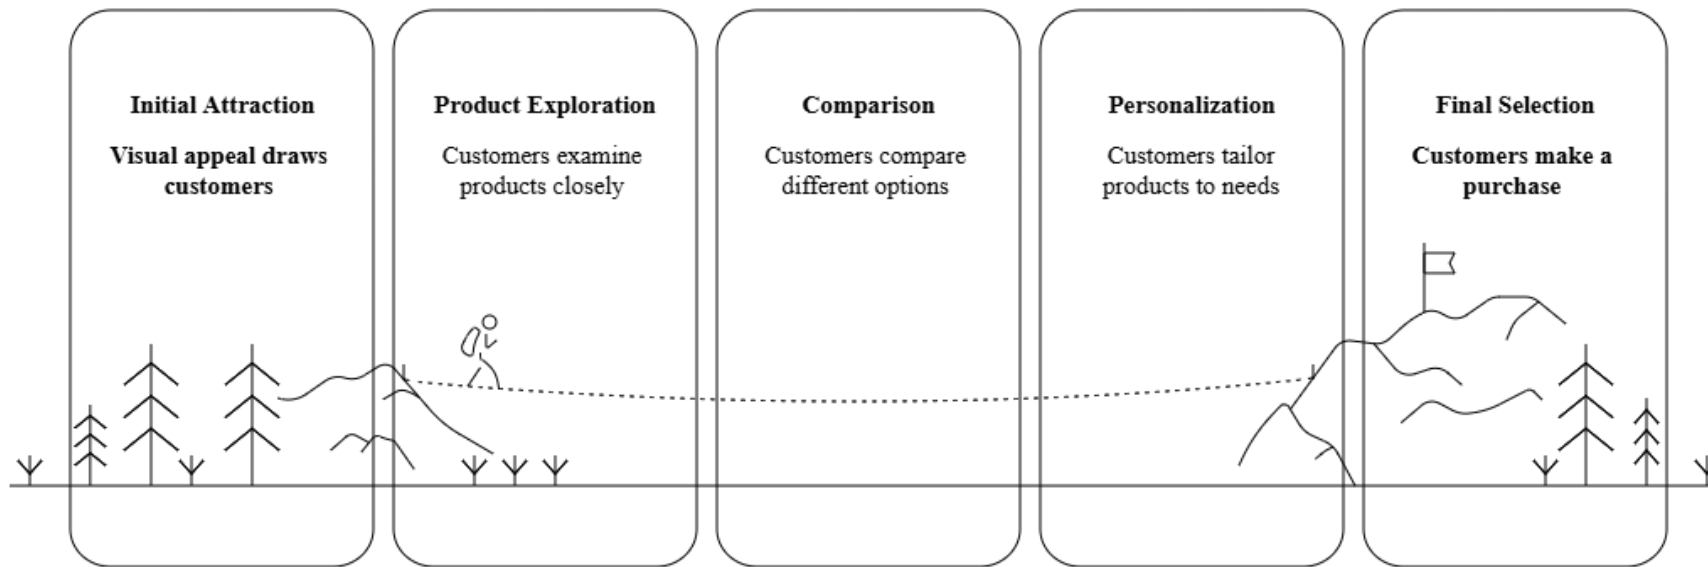 Initial Attraction
Visual appeal draws
customers
Product Exploration
Customers examine
products closely
Comparison
Customers compare
different options
Personalization
Customers tailor
products to needs
Final Selection
Customers make a
purchase